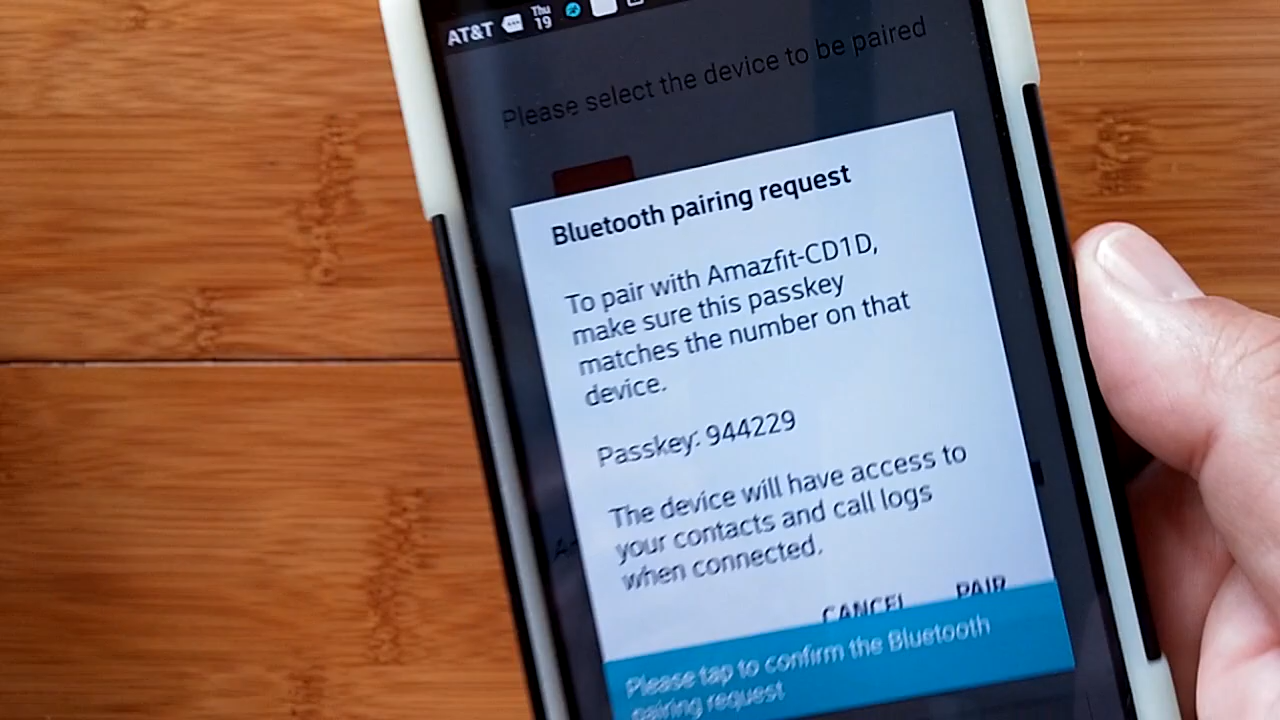 AT&T
Thu
19
Please select the device to be paired
Bluetooth pairing request
To pair with Amazfit-CD1D,
make sure this passkey
matches the number on that
device.
Passkey: 944229
The device will have access to
your contacts and call logs
when connected.
CANCEL PAIR
Please tap to confirm the Bluetooth
pairing request